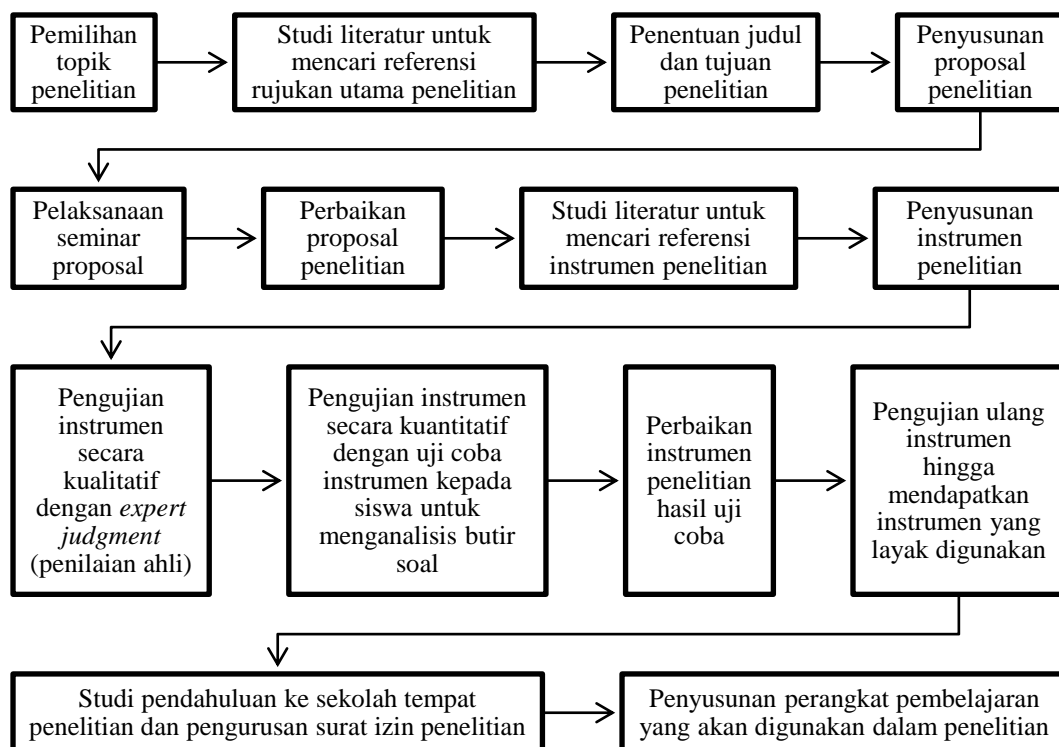 Pemilihan
topik
penelitian
Studi literatur untuk
mencari referensi
rujukan utama penelitian
Penentuan judul
dan tujuan
penelitian
Penyusunan
proposal
penelitian
Pelaksanaan
seminar
proposal
Perbaikan
proposal
penelitian
Studi literatur untuk
mencari referensi
instrumen penelitian
Penyusunan
instrumen
penelitian
Pengujian
instrumen
secara
kualitatif
dengan expert
judgment
(penilaian ahli)
Pengujian instrumen
secara kuantitatif
dengan uji coba
instrumen kepada
siswa untuk
menganalisis butir
soal
Perbaikan
instrumen
penelitian
hasil uji
coba
Pengujian ulang
instrumen
hingga
mendapatkan
instrumen yang
layak digunakan
Studi pendahuluan ke sekolah tempat
penelitian dan pengurusan surat izin penelitian
Penyusunan perangkat pembelajaran
yang akan digunakan dalam penelitian